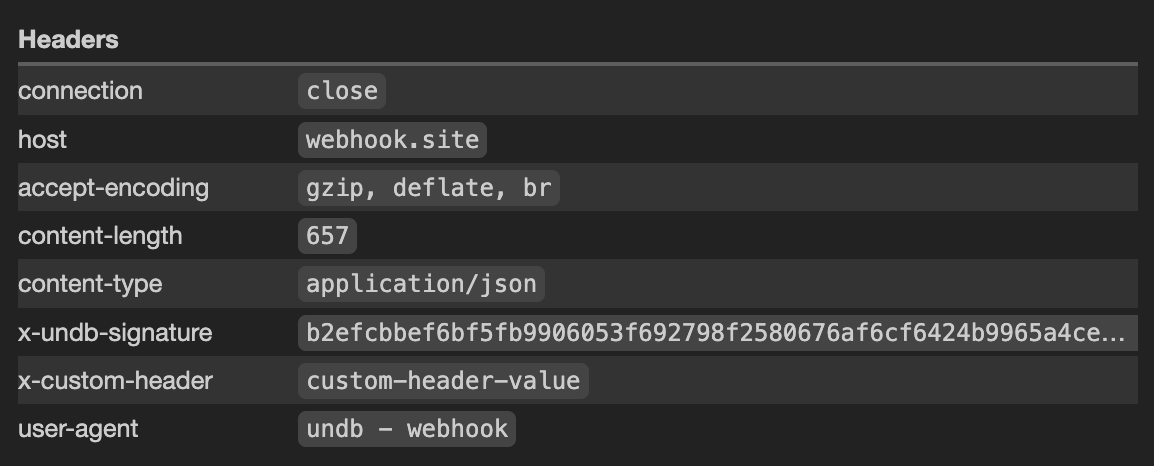 Headers
connection close
host webhook.site
accept-encoding gzip, deflate, br
content-length 657
content-type application/json
x-undb-signature b2efcbbef6bf5fb9906053f692798f2580676af6cf6424b9965a4ce...
x-custom-header custom-header-value
user-agent undb - webhook